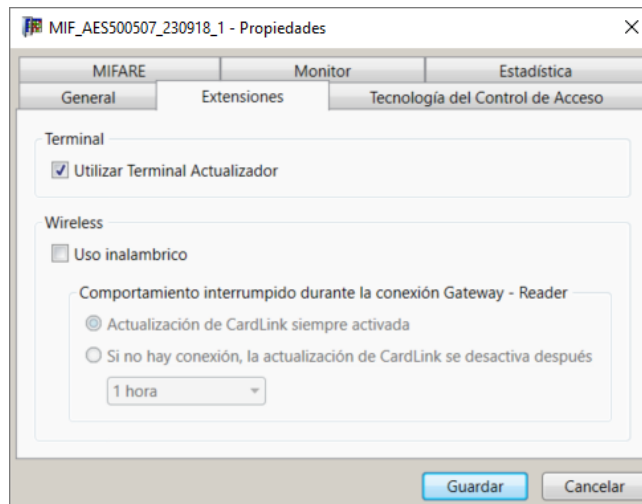 MIF_AES500507_230918_1 - Propiedades
MIFARE
Monitor
Estadística
General
Extensiones
Tecnología del Control de Acceso
Terminal
Utilizar Terminal Actualizador
Wireless
Uso inalambrico
Comportamiento interrumpido durante la conexión Gateway - Reader
Actualización de CardLink siempre activada
Si no hay conexión, la actualización de CardLink se desactiva después
1 hora
Guardar
Cancelar